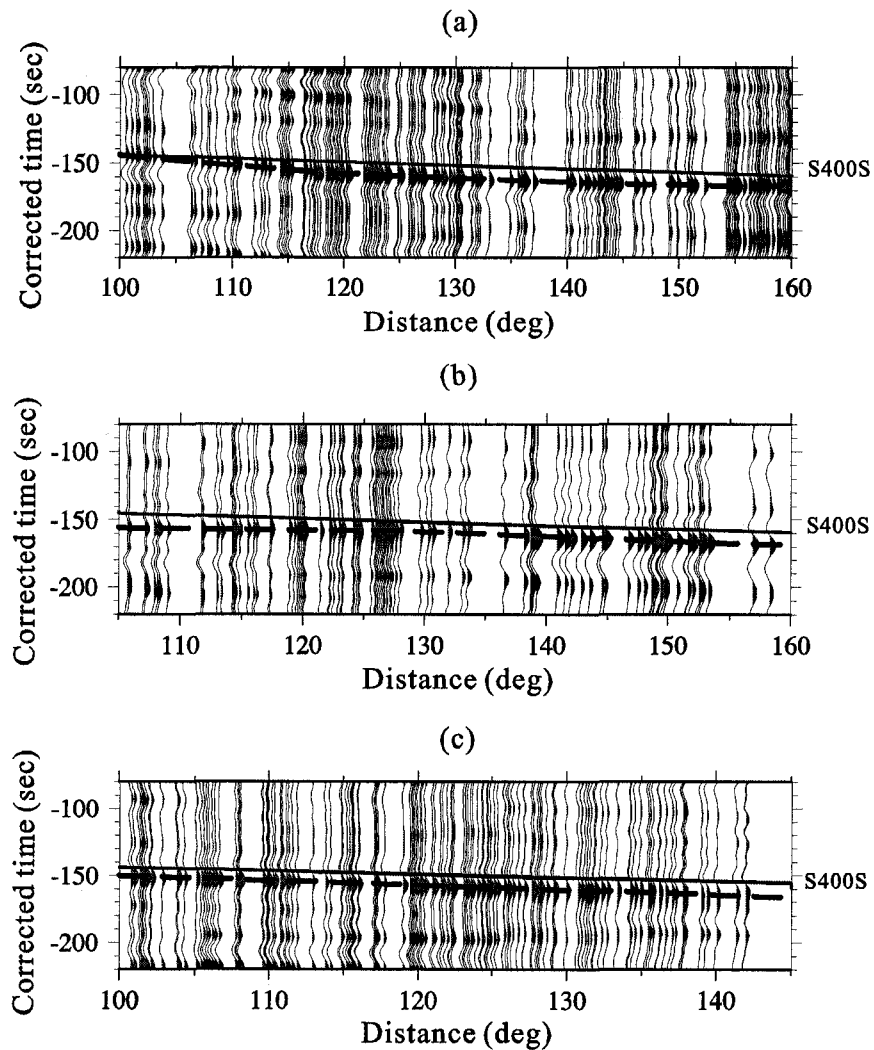 (a)
Corrected time (sec)
-100
-150
-200
S400S
100 110 120 130 140 150 160
Distance (deg)
(b)
Corrected time (sec)
-100
-150
-200
S400S
110 120 130 140 150 160
Distance (deg)
(c)
Corrected time (sec)
-100
-150
-200
S400S
100 110 120 130 140
Distance (deg)